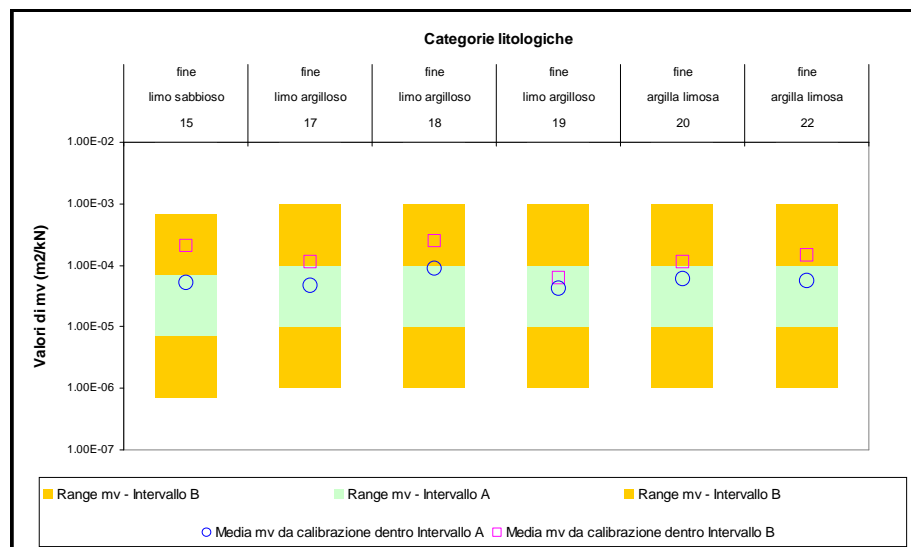 Categorie litologiche
fine fine fine fine fine fine
limo sabbioso limo argilloso limo argilloso limo argilloso argilla limosa argilla limosa
15 17 18 19 20 22
Valori di mv (m2/kN)
1.00E-02
1.00E-03
1.00E-04
1.00E-05
1.00E-06
1.00E-07
Range mv - Intervallo B Range mv - Intervallo A Range mv - Intervallo B
Media mv da calibrazione dentro Intervallo A Media mv da calibrazione dentro Intervallo B